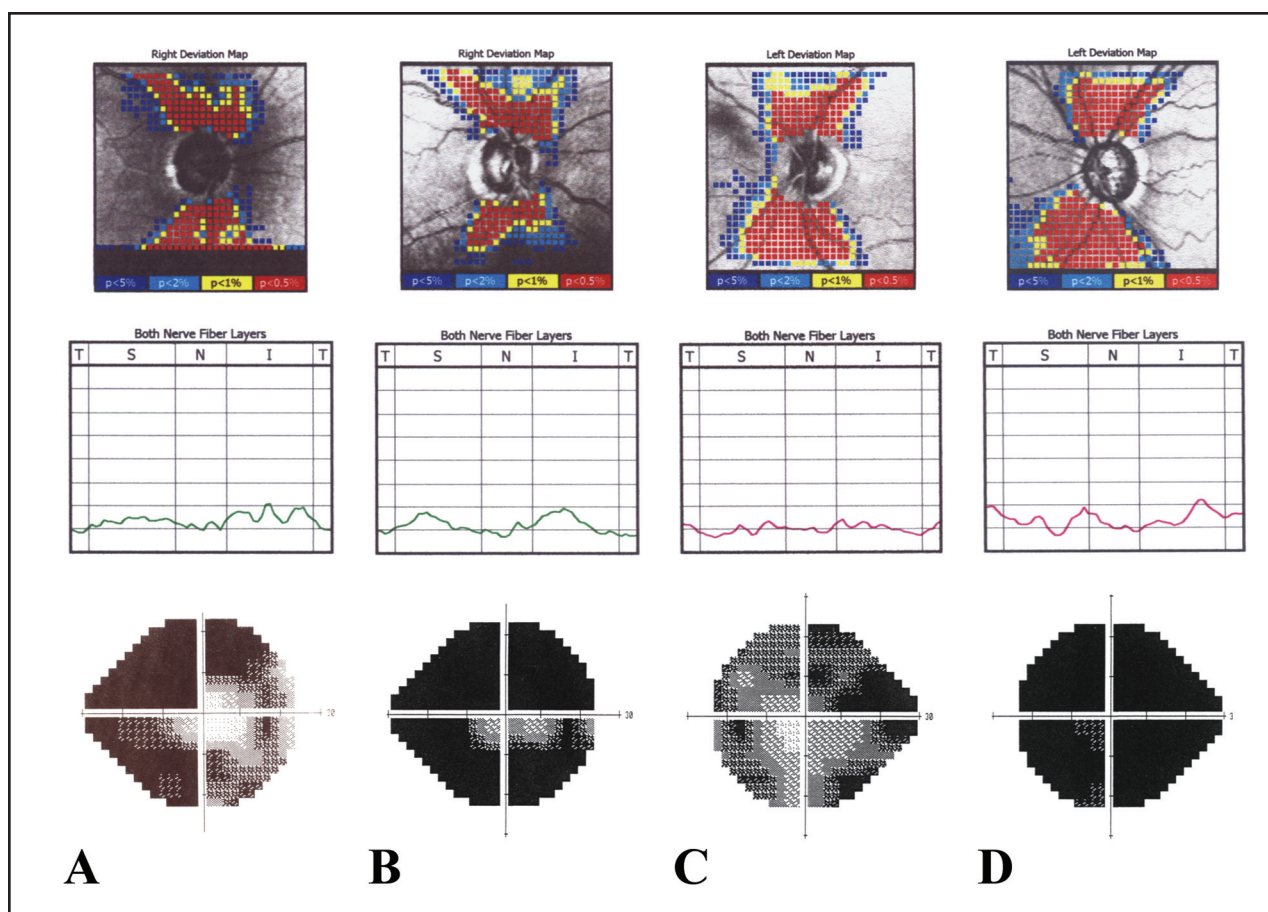 Right Deviation Map
Right Deviation Map
Left Deviation Map
Left Deviation Map
p<5% p<2% p<1% p<0.5%
p<5% p<2% p<1% p<0.5%
p<5% p<2% p<1% p<0.5%
p<5% p<2% p<1% p<0.5%
Both Nerve Fiber Layers
Both Nerve Fiber Layers
Both Nerve Fiber Layers
Both Nerve Fiber Layers
T S N I T
T S N I T
T S N I T
T S N I T
30
30
30
3
A
B
C
D